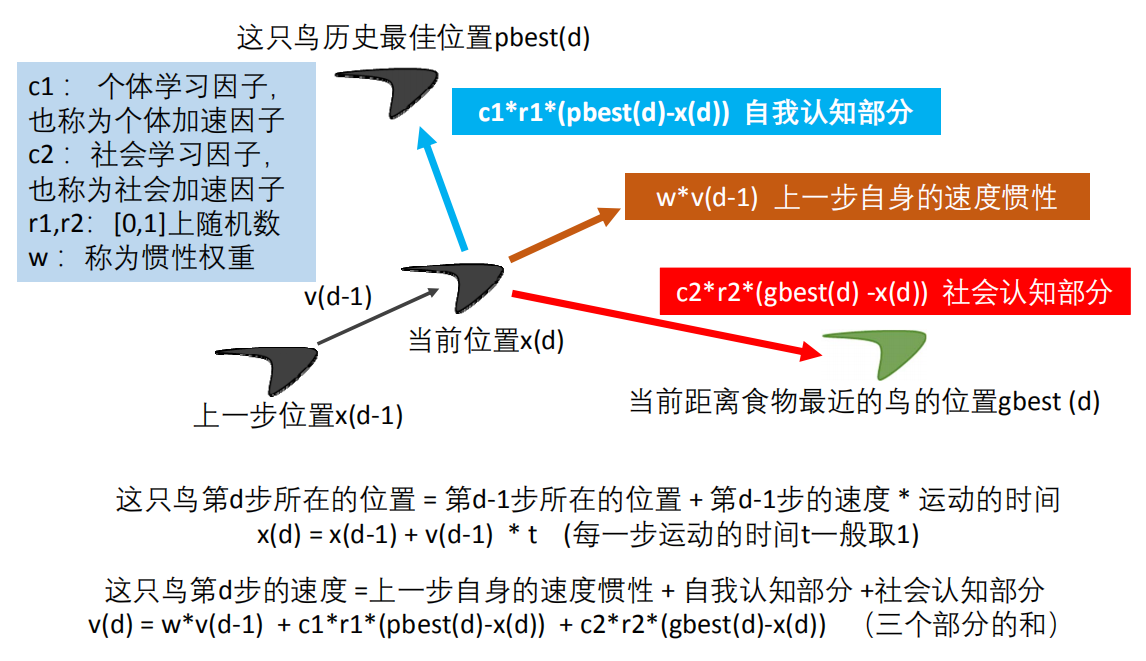 这只鸟历史最佳位置pbest(d)
c1： 个体学习因子,
也称为个体加速因子
c2： 社会学习因子,
也称为社会加速因子
r1,r2：[0,1]上随机数
w： 称为惯性权重
c1*r1*(pbest(d)-x(d)) 自我认知部分
w*v(d-1) 上一步自身的速度惯性
c2*r2*(gbest(d) -x(d)) 社会认知部分
v(d-1)
当前位置x(d)
上一步位置x(d-1)
当前距离食物最近的鸟的位置gbest (d)
这只鸟第d步所在的位置 = 第d-1步所在的位置 + 第d-1步的速度 * 运动的时间
x(d) = x(d-1) + v(d-1) * t (每一步运动的时间t一般取1)
这只鸟第d步的速度 =上一步自身的速度惯性 + 自我认知部分 +社会认知部分
v(d) = w*v(d-1) + c1*r1*(pbest(d)-x(d)) + c2*r2*(gbest(d)-x(d)) （三个部分的和）